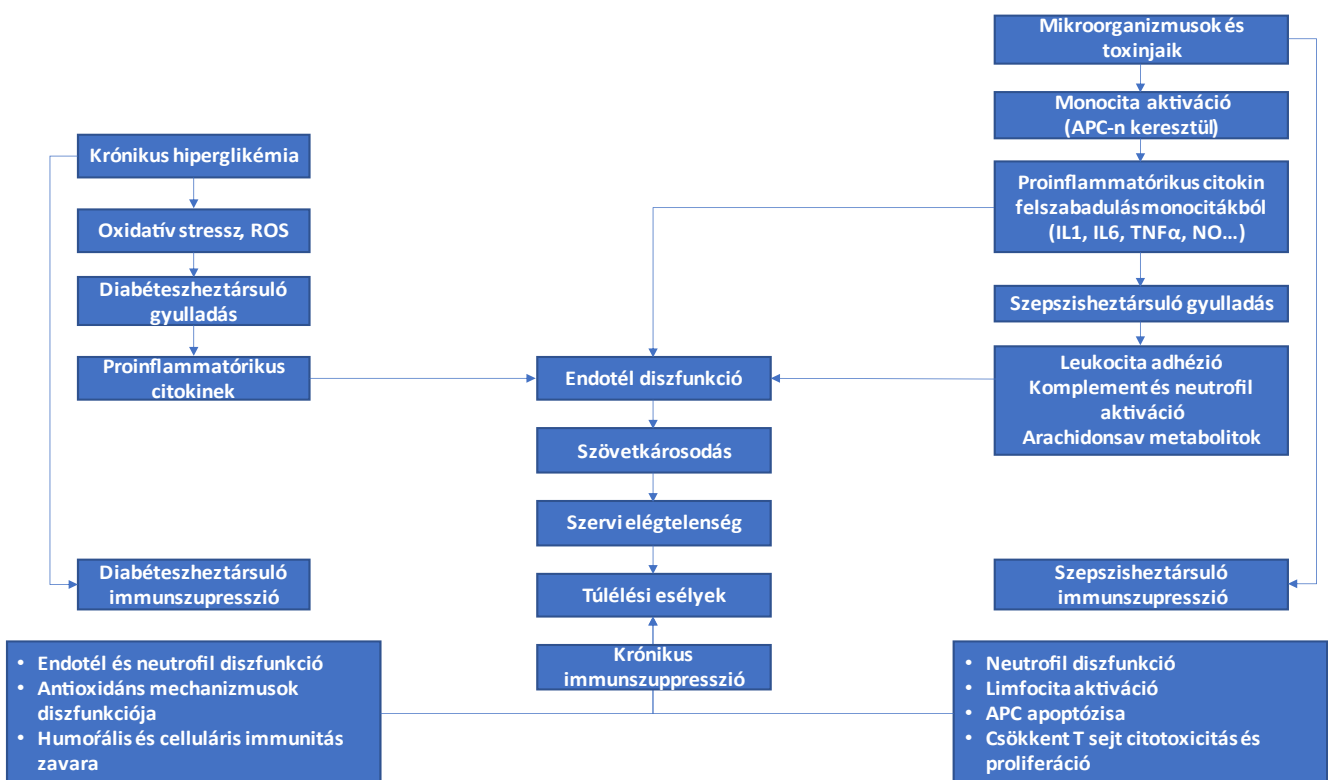 Mikroorganizmusok és
toxinjaik
Monocita aktiváció
(APC-n keresztül)
Proinflammatórikus citokin
felszabadulás monocitákból
(IL1, IL6, TNFα, NO...)
Szepszishez társuló gyulladás
Leukocita adhézió
Komplement és neutrofil
aktiváció
Arachidonsav metabolitok
Szepszishez társuló
immunszupresszió
Krónikus hiperglikémia
Oxidatív stressz, ROS
Diabéteszhez társuló
gyulladás
Proinflammatórikus
citokinek
Diabéteszhez társuló
immunszupresszió
Endotél diszfunkció
Szövetkárosodás
Szervi elégtelenség
Túlélési esélyek
Krónikus
immunszuppresszió
• Endotél és neutrofil diszfunkció
• Antioxidáns mechanizmusok
diszfunkciója
• Humoŕális és celluláris immunitás
zavara
• Neutrofil diszfunkció
• Limfocita aktiváció
• APC apoptózisa
• Csökkent T sejt citotoxicitás és
proliferáció